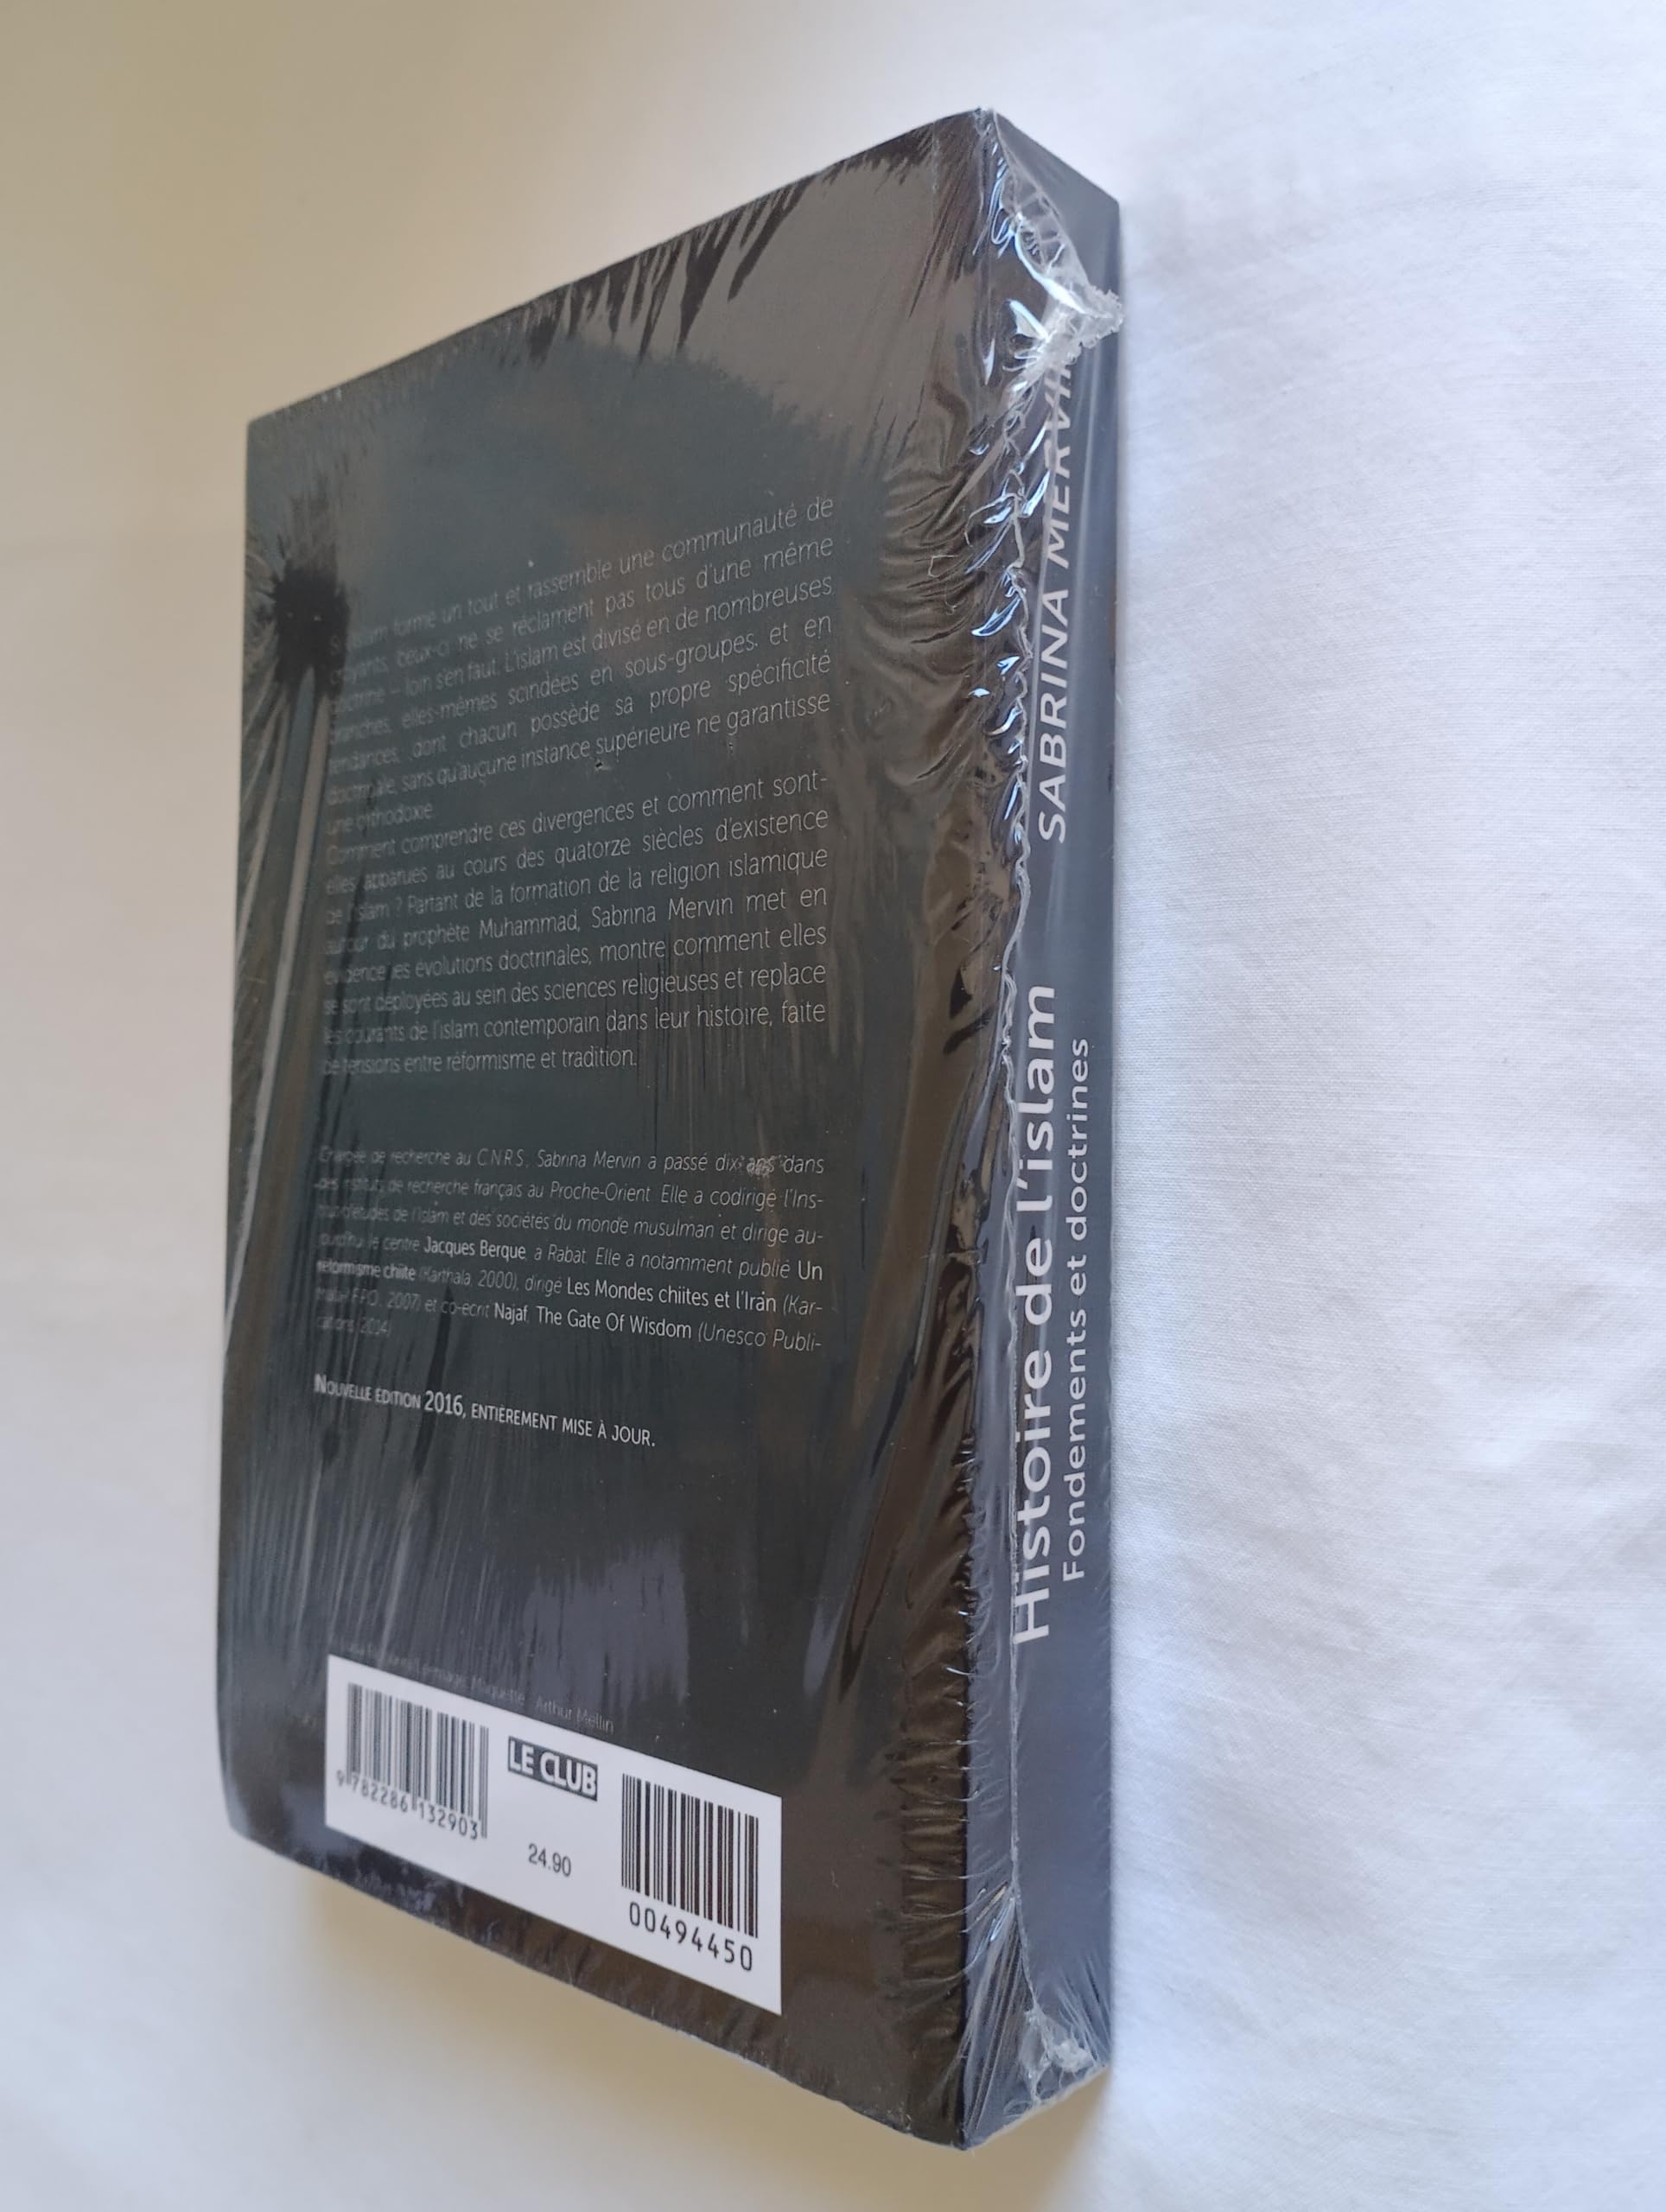 Si l'islam forme un tout et rassemble une communauté de
croyants, ceux-ci ne se réclament pas tous d'une même
doctrine – loin s'en faut. L'islam est divisé en de nombreuses
branches, elles-mêmes scindées en sous-groupes, et en
tendances, dont chacun possède sa propre spécificité
doctrinale, sans qu'aucune instance supérieure ne garantisse
une orthodoxie.
Comment comprendre ces divergences et comment sont-
elles apparues au cours des quatorze siècles d'existence
de l'islam ? Partant de la formation de la religion islamique
autour du prophète Muhammad, Sabrina Mervin met en
évidence les évolutions doctrinales, montre comment elles
se sont déployées au sein des sciences religieuses et replace
les courants de l'islam contemporain dans leur histoire, faite
de tensions entre réformisme et tradition.
Chargée de recherche au C.N.R.S., Sabrina Mervin a passé dix ans dans
des instituts de recherche français au Proche-Orient. Elle a codirigé l'Ins-
titut d'études de l'Islam et des sociétés du monde musulman et dirige au-
jourd'hui le centre Jacques Berque, a Rabat. Elle a notamment publié Un
réformisme chiite (Karthala, 2000), dirigé Les Mondes chiites et l'Iran (Kar-
thala-I.F.P.O., 2007) et co-écrit Najaf, The Gate Of Wisdom (Unesco Publi-
cations 2014)
NOUVELLE ÉDITION 2016, ENTIÈREMENT MISE À JOUR.
Maquette : Arthur Mellin
LE CLUB
9 782286 132903
24.90
00494450
SABRINA MERVIN
Histoire de l'islam
Fondements et doctrines